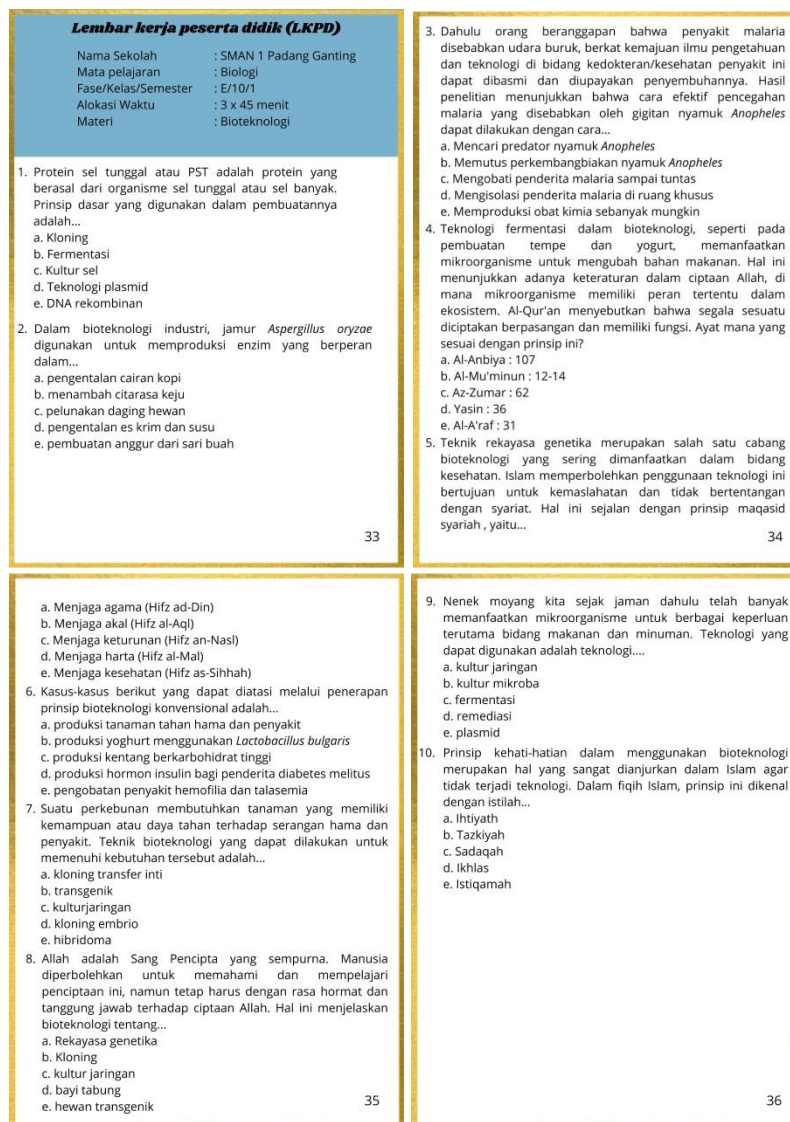 Lembar kerja peserta didik (LKPD)
Nama Sekolah : SMAN 1 Padang Ganting
Mata pelajaran : Biologi
Fase/Kelas/Semester : E/10/1
Alokasi Waktu : 3 x 45 menit
Materi : Bioteknologi
1. Protein sel tunggal atau PST adalah protein yang
berasal dari organisme sel tunggal atau sel banyak.
Prinsip dasar yang digunakan dalam pembuatannya
adalah...
a. Kloning
b. Fermentasi
c. Kultur sel
d. Teknologi plasmid
e. DNA rekombinan
2. Dalam bioteknologi industri, jamur Aspergillus oryzae
digunakan untuk memproduksi enzim yang berperan
dalam...
a. pengentalan cairan kopi
b. menambah citarasa keju
c. pelunakan daging hewan
d. pengentalan es krim dan susu
e. pembuatan anggur dari sari buah
33
3. Dahulu orang beranggapan bahwa penyakit malaria
disebabkan udara buruk, berkat kemajuan ilmu pengetahuan
dan teknologi di bidang kedokteran/kesehatan penyakit ini
dapat dibasmi dan diupayakan penyembuhannya. Hasil
penelitian menunjukkan bahwa cara efektif pencegahan
malaria yang disebabkan oleh gigitan nyamuk Anopheles
dapat dilakukan dengan cara...
a. Mencari predator nyamuk Anopheles
b. Memutus perkembangbiakan nyamuk Anopheles
c. Mengobati penderita malaria sampai tuntas
d. Mengisolasi penderita malaria di ruang khusus
e. Memproduksi obat kimia sebanyak mungkin
4. Teknologi fermentasi dalam bioteknologi, seperti pada
pembuatan tempe dan yogurt, memanfaatkan
mikroorganisme untuk mengubah bahan makanan. Hal ini
menunjukkan adanya keteraturan dalam ciptaan Allah, di
mana mikroorganisme memiliki peran tertentu dalam
ekosistem. Al-Qur'an menyebutkan bahwa segala sesuatu
diciptakan berpasangan dan memiliki fungsi. Ayat mana yang
sesuai dengan prinsip ini?
a. Al-Anbiya : 107
b. Al-Mu'minun : 12-14
c. Az-Zumar : 62
d. Yasin : 36
e. Al-A'raf : 31
5. Teknik rekayasa genetika merupakan salah satu cabang
bioteknologi yang sering dimanfaatkan dalam bidang
kesehatan. Islam memperbolehkan penggunaan teknologi ini
bertujuan untuk kemaslahatan dan tidak bertentangan
dengan syariat. Hal ini sejalan dengan prinsip maqasid
syariah , yaitu...
34
a. Menjaga agama (Hifz ad-Din)
b. Menjaga akal (Hifz al-Aql)
c. Menjaga keturunan (Hifz an-Nasl)
d. Menjaga harta (Hifz al-Mal)
e. Menjaga kesehatan (Hifz as-Sihhah)
6. Kasus-kasus berikut yang dapat diatasi melalui penerapan
prinsip bioteknologi konvensional adalah...
a. produksi tanaman tahan hama dan penyakit
b. produksi yoghurt menggunakan Lactobacillus bulgaris
c. produksi kentang berkarbohidrat tinggi
d. produksi hormon insulin bagi penderita diabetes melitus
e. pengobatan penyakit hemofilia dan talasemia
7. Suatu perkebunan membutuhkan tanaman yang memiliki
kemampuan atau daya tahan terhadap serangan hama dan
penyakit. Teknik bioteknologi yang dapat dilakukan untuk
memenuhi kebutuhan tersebut adalah...
a. kloning transfer inti
b. transgenik
c. kulturjaringan
d. kloning embrio
e. hibridoma
8. Allah adalah Sang Pencipta yang sempurna. Manusia
diperbolehkan untuk memahami dan mempelajari
penciptaan ini, namun tetap harus dengan rasa hormat dan
tanggung jawab terhadap ciptaan Allah. Hal ini menjelaskan
bioteknologi tentang...
a. Rekayasa genetika
b. Kloning
c. kultur jaringan
d. bayi tabung
e. hewan transgenik
35
9. Nenek moyang kita sejak jaman dahulu telah banyak
memanfaatkan mikroorganisme untuk berbagai keperluan
terutama bidang makanan dan minuman. Teknologi yang
dapat digunakan adalah teknologi....
a. kultur jaringan
b. kultur mikroba
c. fermentasi
d. remediasi
e. plasmid
10. Prinsip kehati-hatian dalam menggunakan bioteknologi
merupakan hal yang sangat dianjurkan dalam Islam agar
tidak terjadi teknologi. Dalam fiqih Islam, prinsip ini dikenal
dengan istilah...
a. Ihtiyath
b. Tazkiyah
c. Sadaqah
d. Ikhlas
e. Istiqamah
36